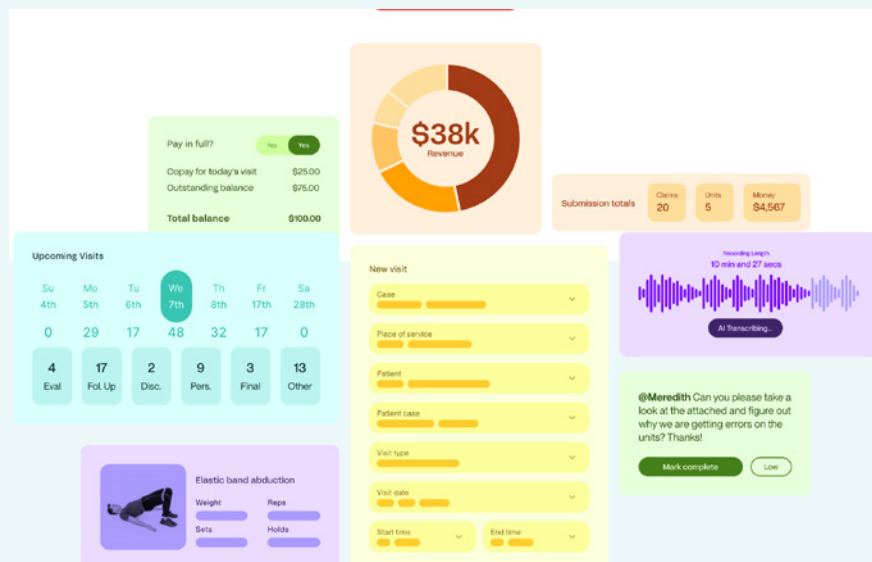 $38k
Revenue
Pay in full?
No
Yes
Copay for today's visit $25.00
Outstanding balance $75.00
Total balance $100.00
Submission totals
Claims
20
Units
5
Money
$4,567
Upcoming Visits
Su Mo Tu We Th Fr Sa
4th 5th 6th 7th 8th 17th 28th
0 29 17 48 32 17 0
4 17 2 9 3 13
Eval Fol. Up Disc. Pers. Final Other
New visit
Case
Place of service
Patient
Patient case
Visit type
Visit date
Start time End time
Recording Length
10 min and 27 secs
AI Transcribing...
@Meredith Can you please take a
look at the attached and figure out
why we are getting errors on the
units? Thanks!
Mark complete Low
Elastic band abduction
Weight Reps
Sets Holds